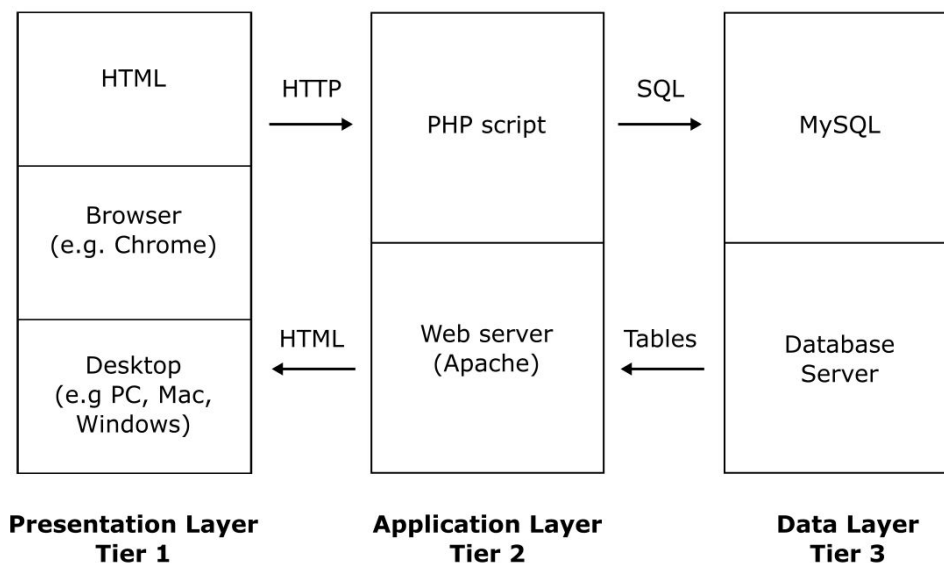 HTML
Browser
(e.g. Chrome)
Desktop
(e.g PC, Mac,
Windows)
HTTP
HTML
PHP script
Web server
(Apache)
SQL
Tables
MySQL
Database
Server
Presentation Layer
Tier 1
Application Layer
Tier 2
Data Layer
Tier 3